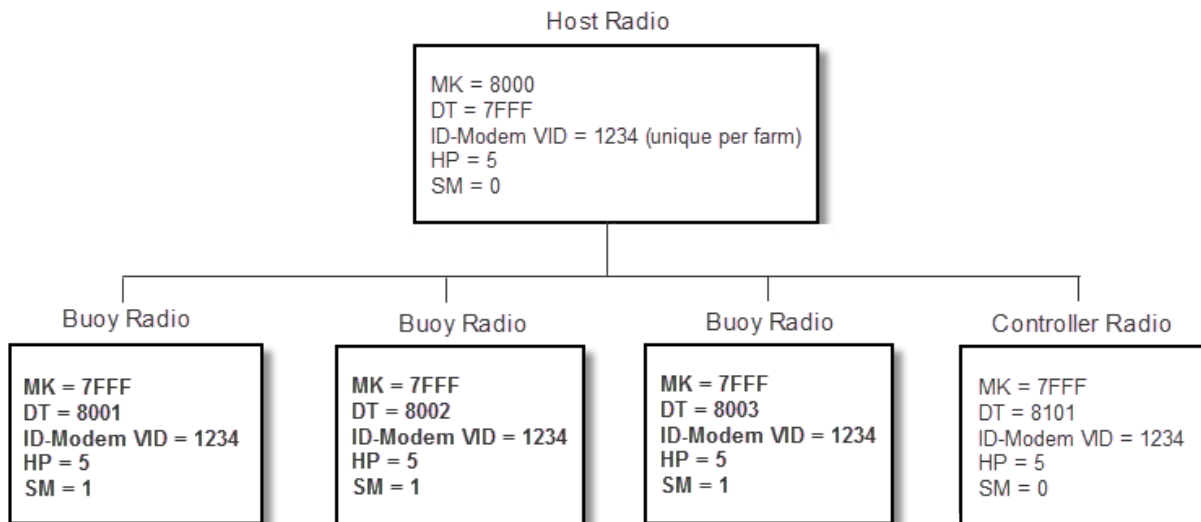 Host Radio
MK = 8000
DT = 7FFF
ID-Modem VID = 1234 (unique per farm)
HP = 5
SM = 0
Buoy Radio
MK = 7FFF
DT = 8001
ID-Modem VID = 1234
HP = 5
SM = 1
Buoy Radio
MK = 7FFF
DT = 8002
ID-Modem VID = 1234
HP = 5
SM = 1
Buoy Radio
MK = 7FFF
DT = 8003
ID-Modem VID = 1234
HP = 5
SM = 1
Controller Radio
MK = 7FFF
DT = 8101
ID-Modem VID = 1234
HP = 5
SM = 0